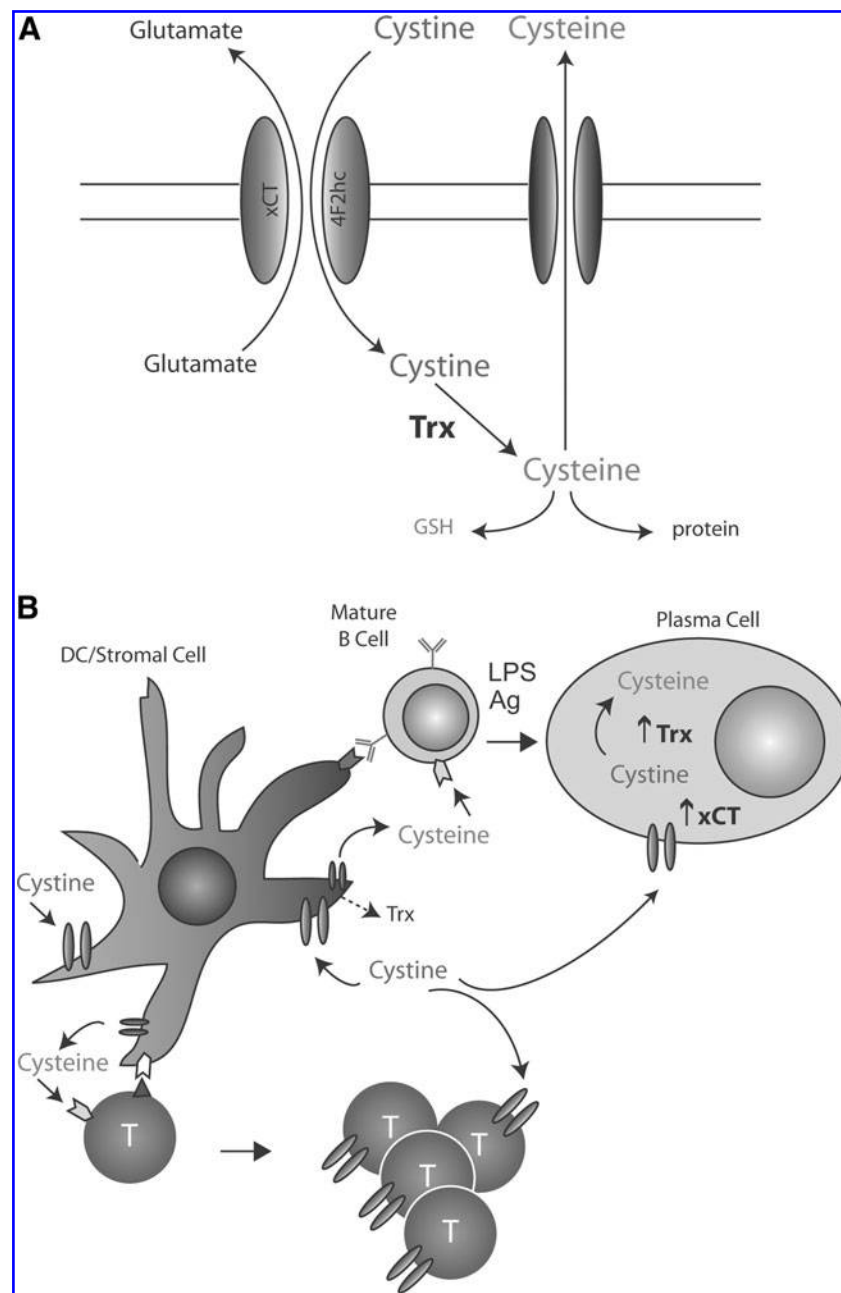 A
Glutamate
Cystine
Cysteine
xCT
4F2hc
Glutamate
Cystine
Trx
Cysteine
GSH
protein
B
DC/Stromal Cell
Mature
B Cell
Plasma Cell
LPS
Ag
Cysteine
↑Trx
Cystine
↑xCT
Cysteine
Cystine
Trx
Cystine
Cysteine
T
T
T
T
T